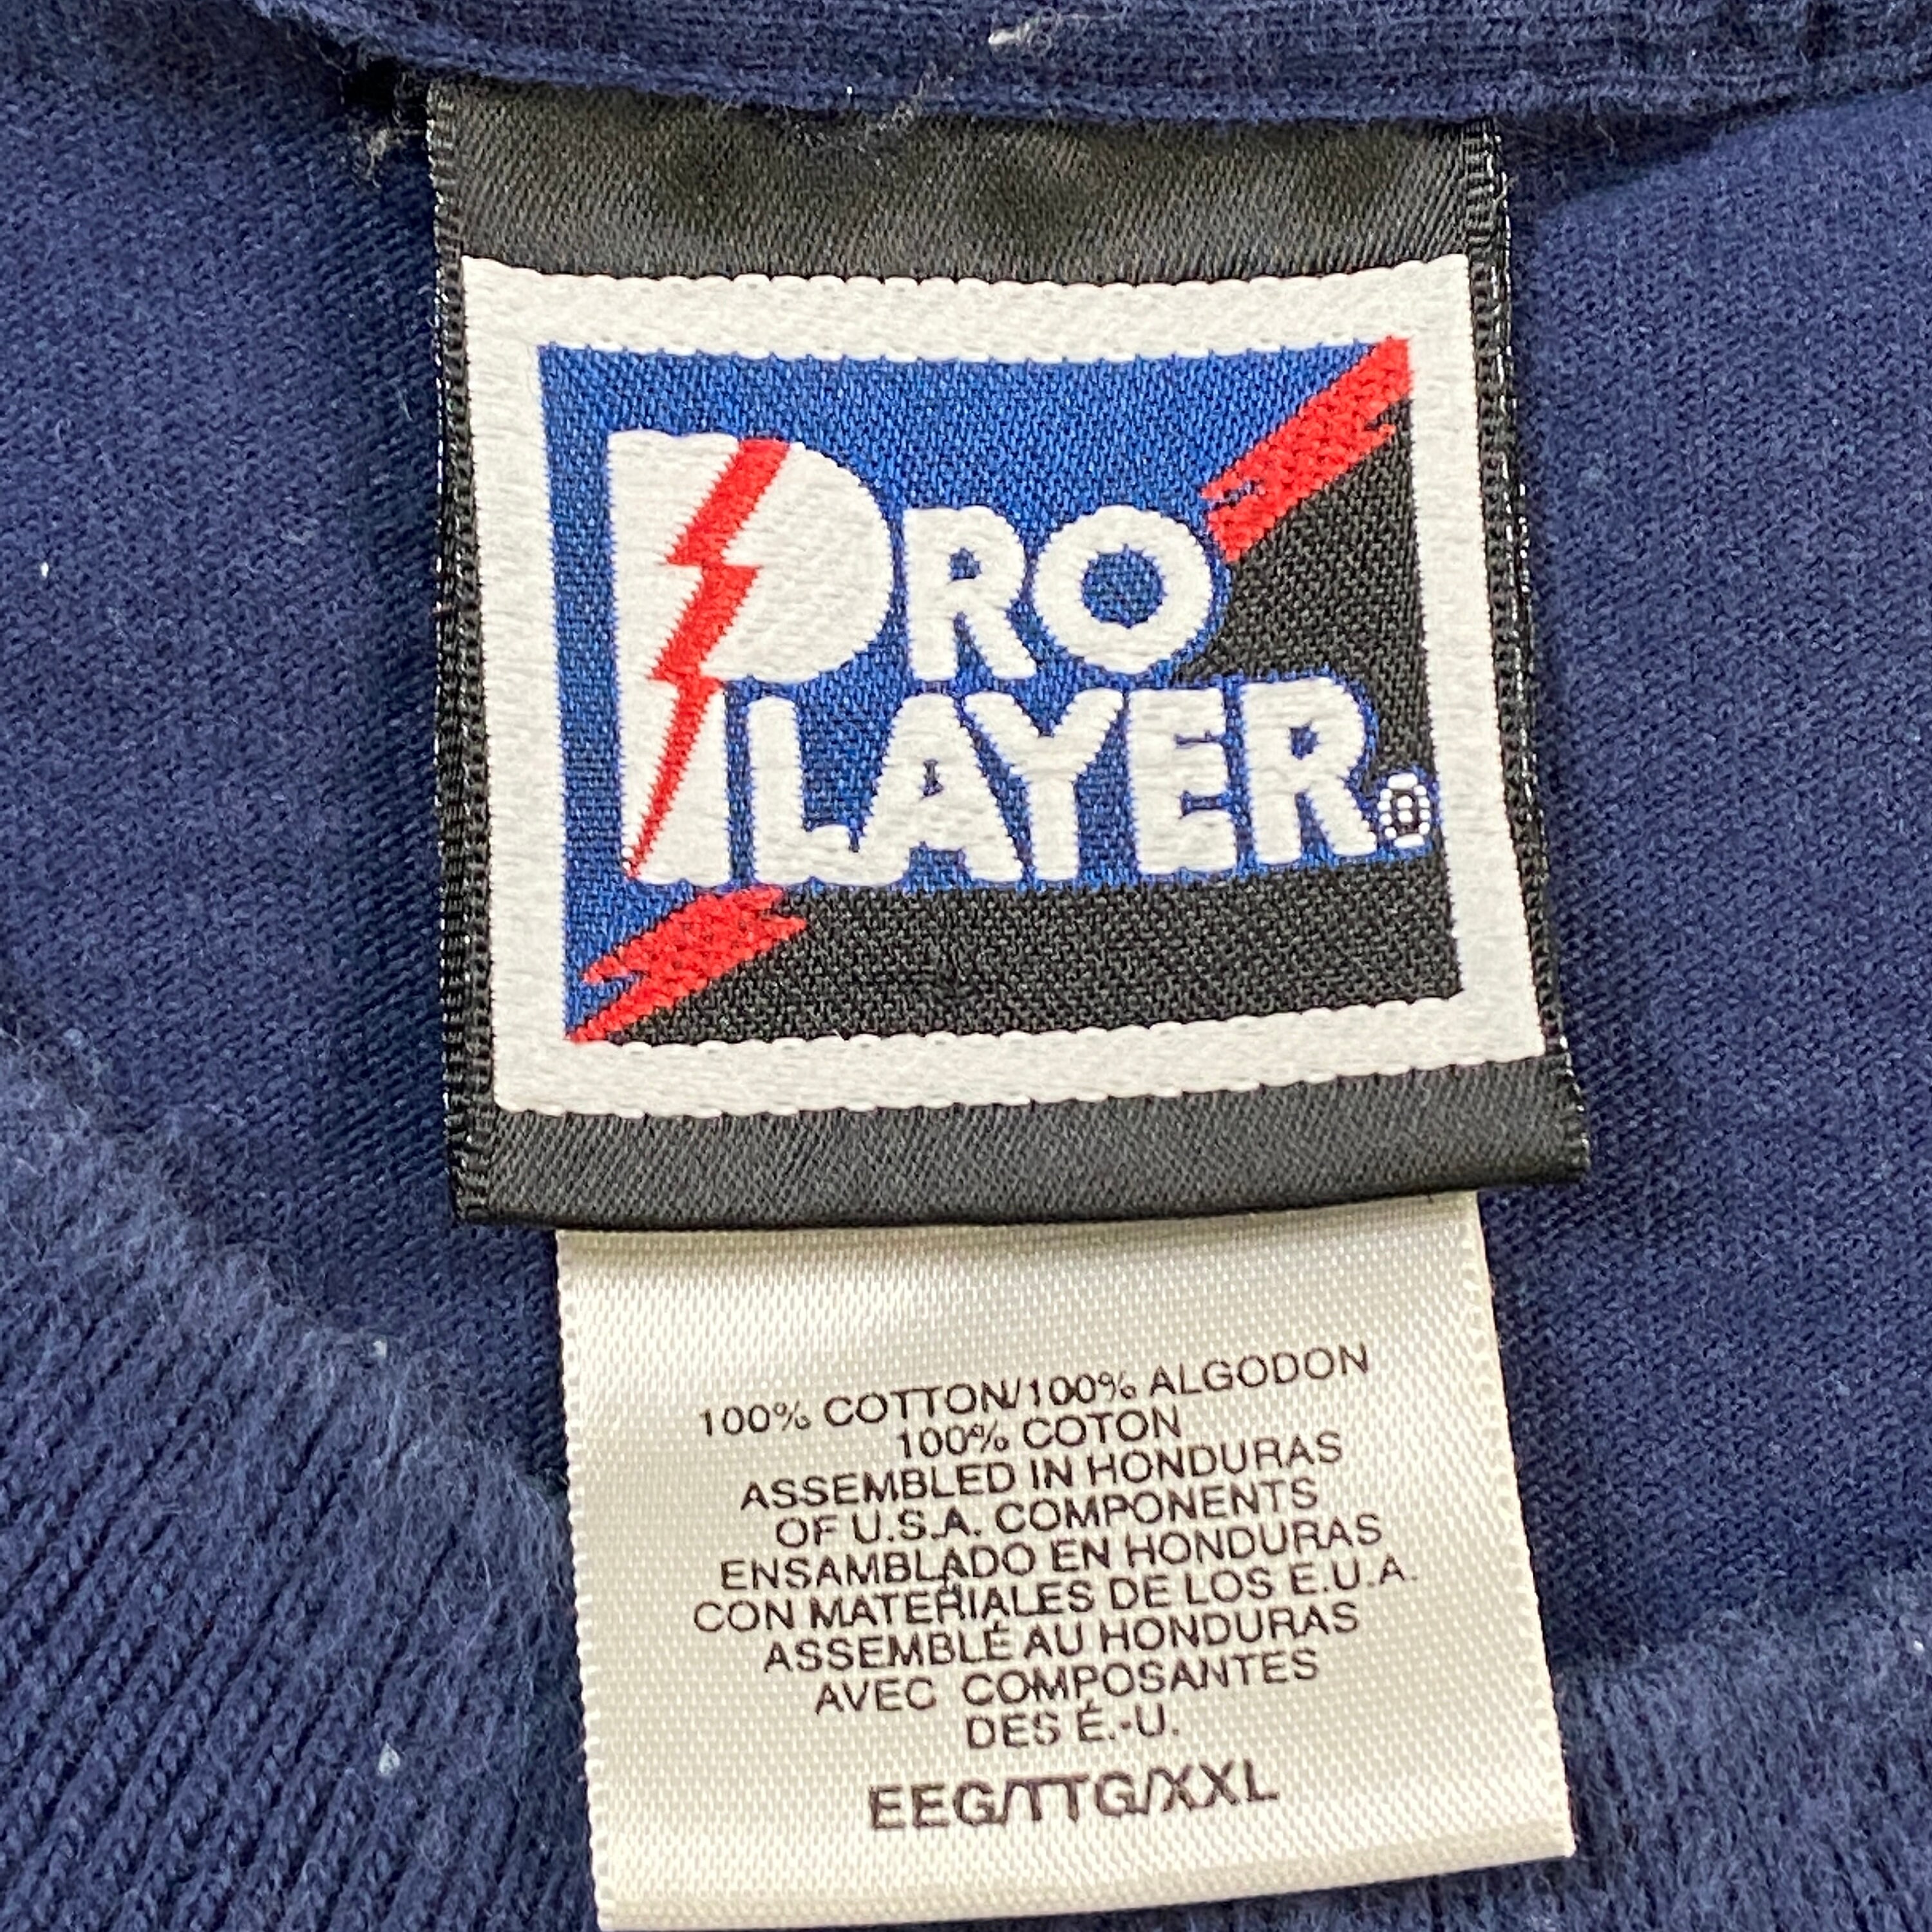 PRO
PLAYER®
100% COTTON/100% ALGODON
100% COTON
ASSEMBLED IN HONDURAS
OF U.S.A. COMPONENTS
ENSAMBLADO EN HONDURAS
CON MATERIALES DE LOS E.U.A.
ASSEMBLÉ AU HONDURAS
AVEC COMPOSANTES
DES É.-U.
EEG/TTG/XXL